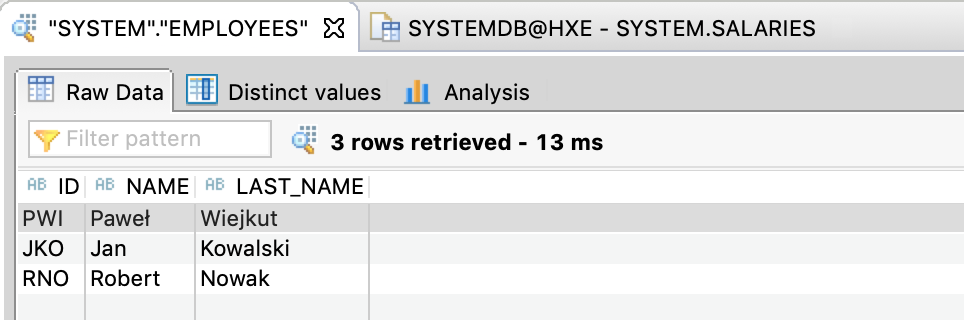 "SYSTEM"."EMPLOYEES" SYSTEMDB@HXE - SYSTEM.SALARIES
Raw Data Distinct values Analysis
Filter pattern 3 rows retrieved - 13 ms
AB ID AB NAME AB LAST_NAME
PWI Paweł Wiejkut
JKO Jan Kowalski
RNO Robert Nowak